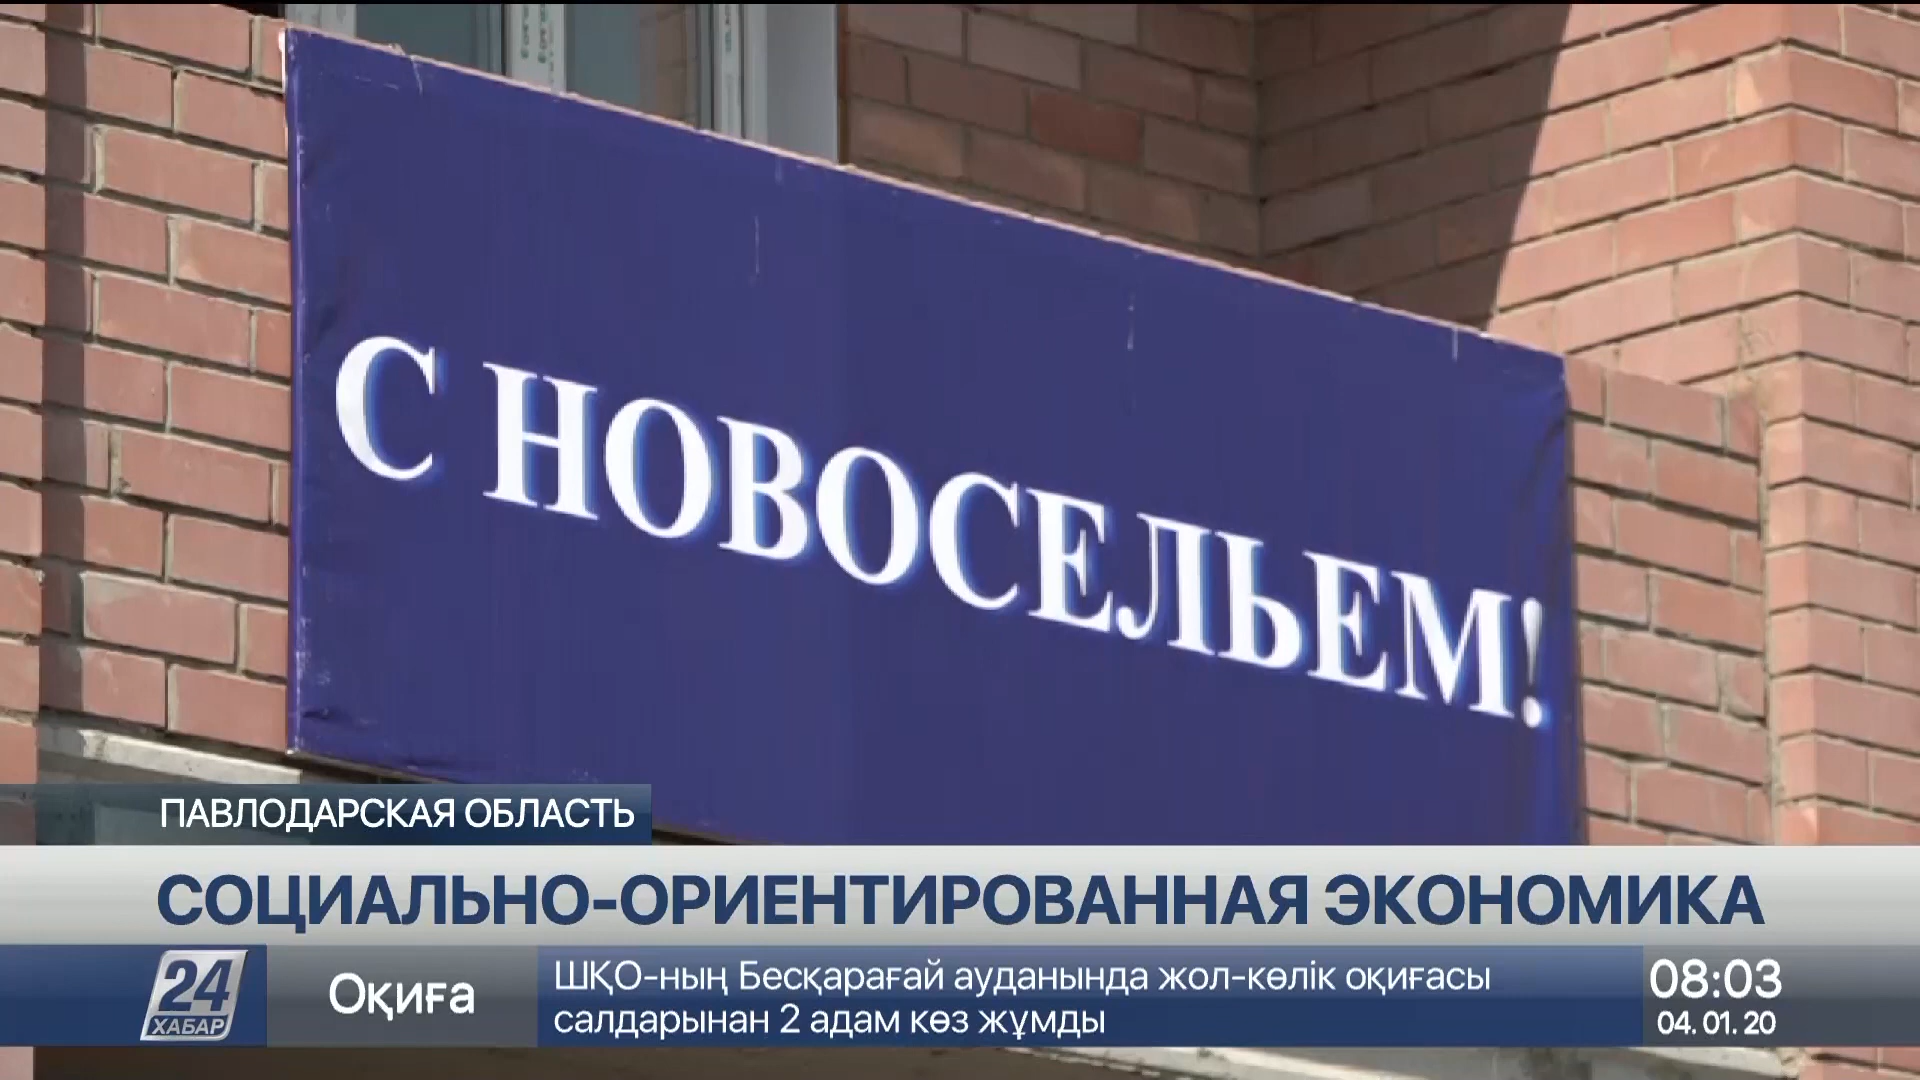 С НОВОСЕЛЬЕМ!
ПАВЛОДАРСКАЯ ОБЛАСТЬ
СОЦИАЛЬНО-ОРИЕНТИРОВАННАЯ ЭКОНОМИКА
24
ХАБАР
Оқиға
ШҚО-ның Бесқарағай ауданында жол-көлік оқиғасы
салдарынан 2 адам көз жұмды
08:03
04. 01. 20